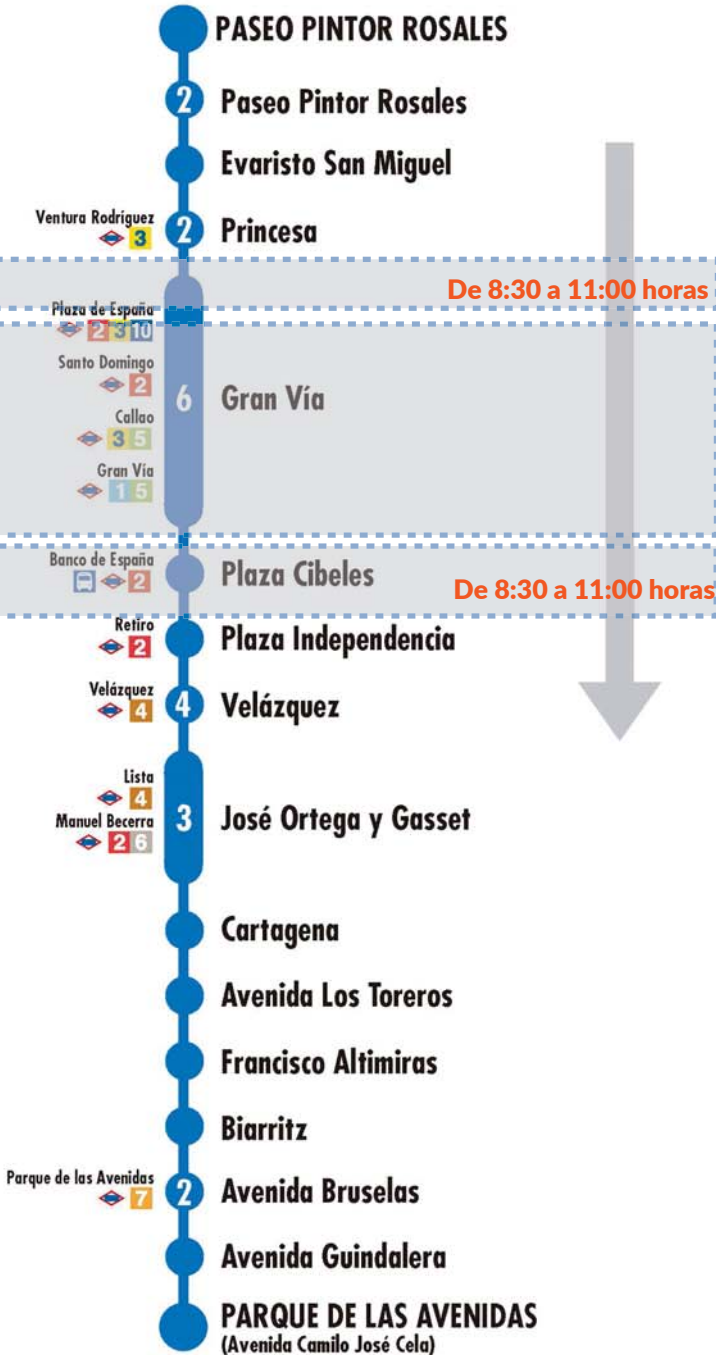 PASEO PINTOR ROSALES
2 Paseo Pintor Rosales
Evaristo San Miguel
Ventura Rodríguez
3
2 Princesa
De 8:30 a 11:00 horas
Plaza de España
2 3 10
Santo Domingo
2
6 Gran Vía
Callao
3 5
Gran Vía
1 5
Banco de España
2
Plaza Cibeles
De 8:30 a 11:00 horas
Retiro
2
Plaza Independencia
Velázquez
4
4 Velázquez
Lista
4
Manuel Becerra
2 6
3 José Ortega y Gasset
Cartagena
Avenida Los Toreros
Francisco Altimiras
Biarritz
Parque de las Avenidas
7
2 Avenida Bruselas
Avenida Guindalera
PARQUE DE LAS AVENIDAS
(Avenida Camilo José Cela)